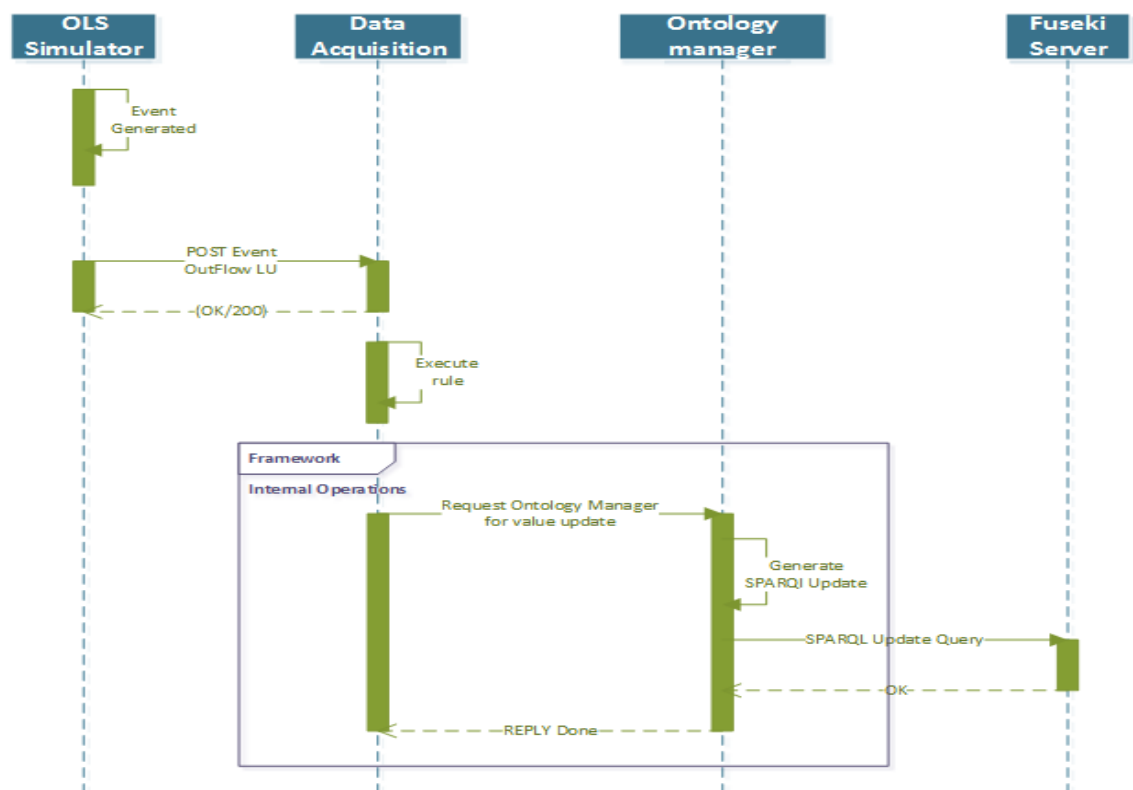 OLS
Simulator
Data
Acquisition
Ontology
manager
Fuseki
Server
Event
Generated
POST Event
OutFlow LU
(OK/200)
Execute
rule
Framework
Internal Operations
Request Ontology Manager
for value update
Generate
SPARQl Update
SPARQL Update Query
OK
REPLY Done